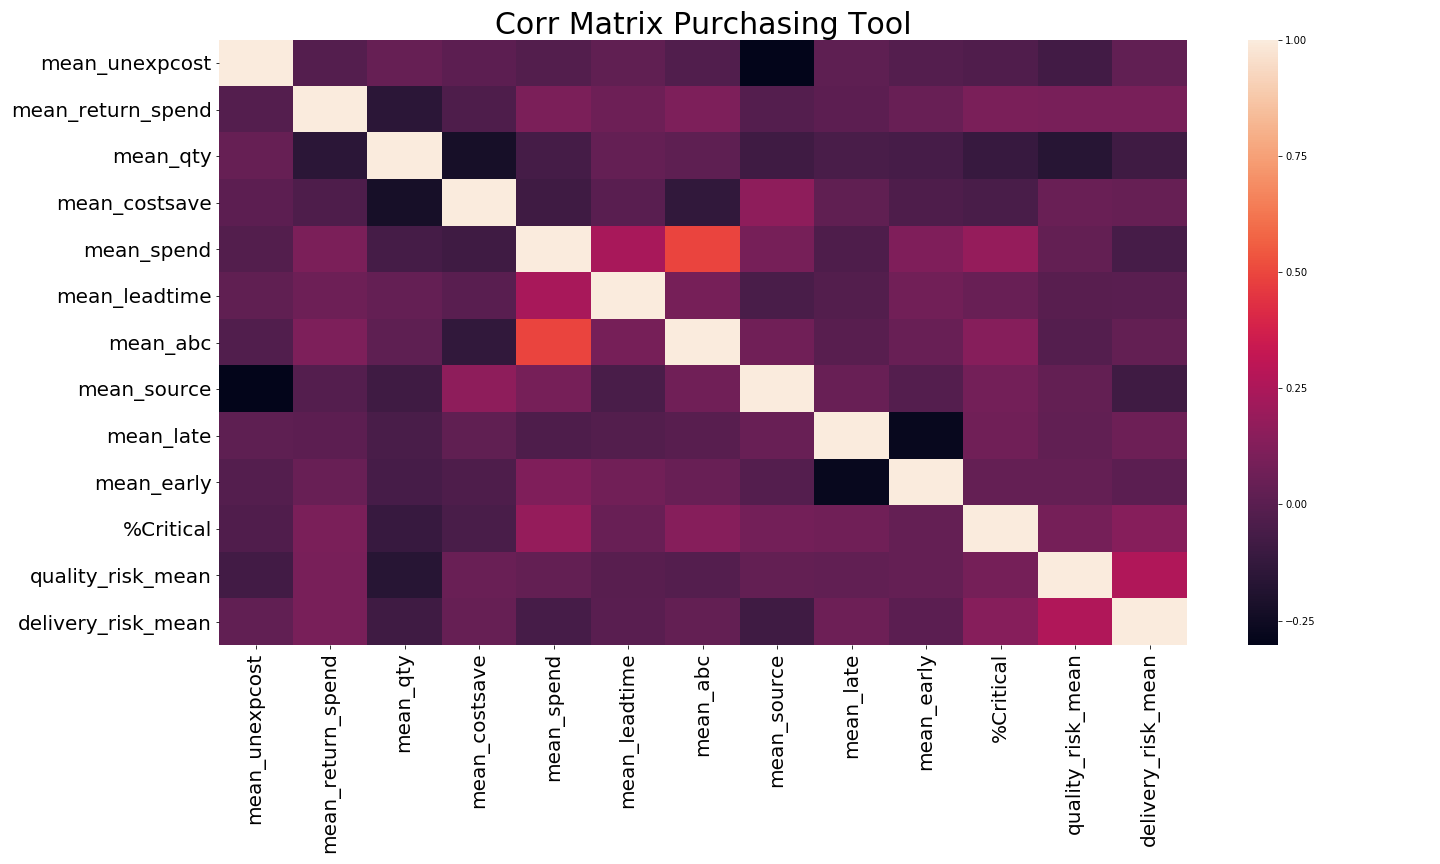 Corr Matrix Purchasing Tool
mean_unexpcost
mean_return_spend
mean_qty
mean_costsave
mean_spend
mean_leadtime
mean_abc
mean_source
mean_late
mean_early
%Critical
quality_risk_mean
delivery_risk_mean
mean_unexpcost
mean_return_spend
mean_qty
mean_costsave
mean_spend
mean_leadtime
mean_abc
mean_source
mean_late
mean_early
%Critical
quality_risk_mean
delivery_risk_mean
1.00
0.75
0.50
0.25
0.00
−0.25